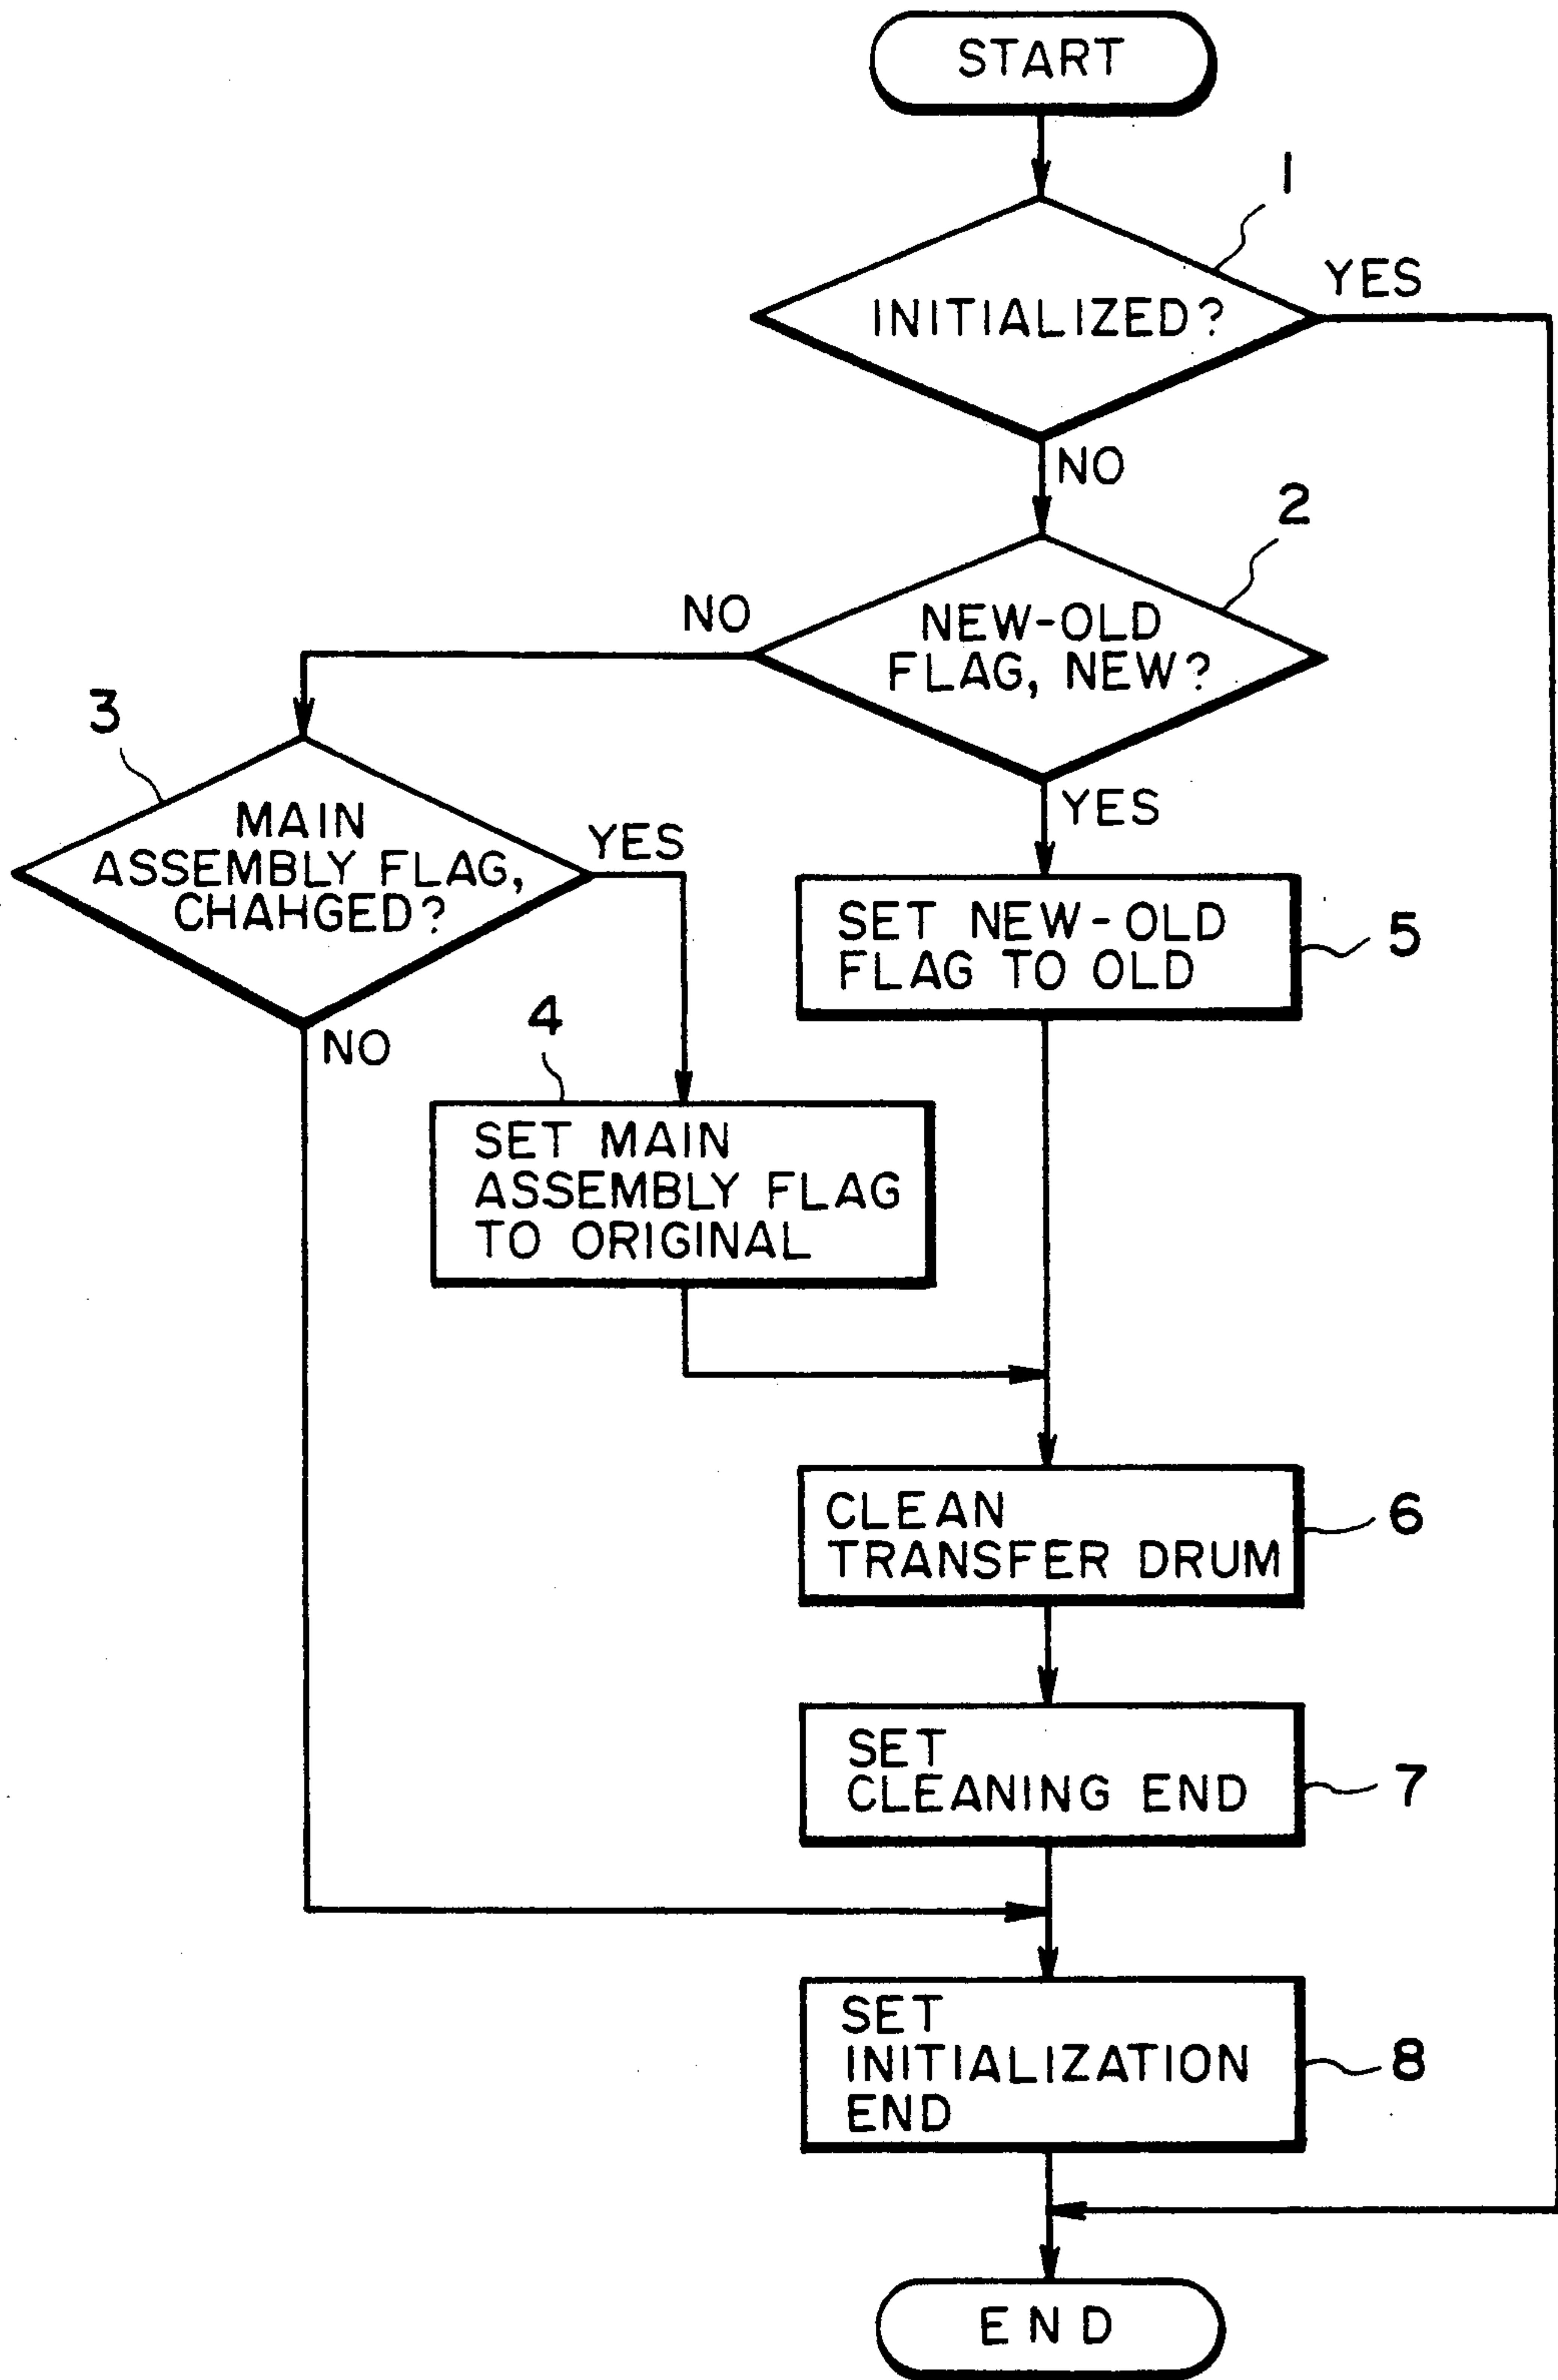 START
1
INITIALIZED?
YES
NO
2
NEW-OLD
FLAG, NEW?
NO
YES
3
MAIN
ASSEMBLY FLAG,
CHAHGED?
YES
NO
SET NEW-OLD
FLAG TO OLD
5
4
SET MAIN
ASSEMBLY FLAG
TO ORIGINAL
CLEAN
TRANSFER DRUM
6
SET
CLEANING END
7
SET
INITIALIZATION
END
8
END